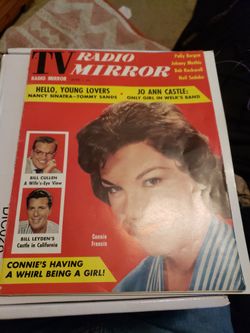 TV RADIO MIRROR
RADIO MIRROR
Polly Bergen
Johnny Mathis
Bob Rockwell
Neil Sedaka
HELLO, YOUNG LOVERS
NANCY SINATRA–TOMMY SANDS
JO ANN CASTLE:
ONLY GIRL IN WELK'S BAND
BILL CULLEN
A Wife's-Eye View
BILL LEYDEN'S
Castle in California
Connie
Francis
CONNIE'S HAVING
A WHIRL BEING A GIRL!